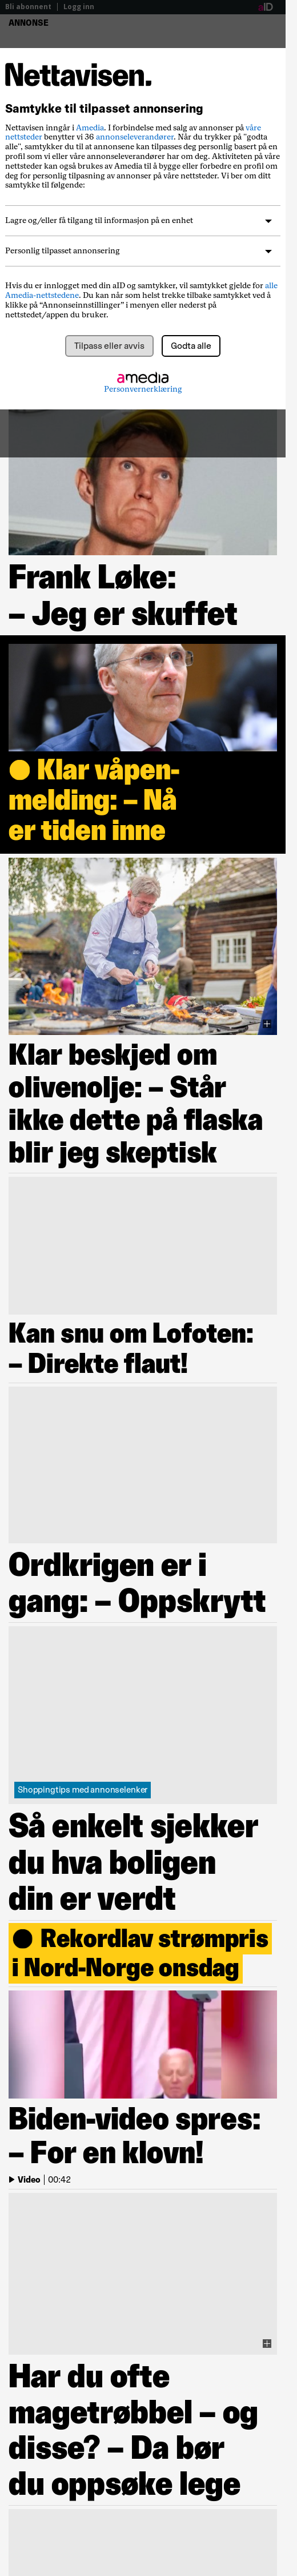 Bli abonnent | Logg inn
aID
ANNONSE
Nettavisen.
Samtykke til tilpasset annonsering
Nettavisen inngår i Amedia. I forbindelse med salg av annonser på våre
nettsteder benytter vi 36 annonseleverandører. Når du trykker på "godta
alle", samtykker du til at annonser kan tilpasses deg personlig basert på en
profil som vi eller våre annonseleverandører har om deg. Aktivitetene på våre
nettsteder kan også brukes av Amedia til å bygge eller forbedre en profil om
deg for personlig tilpasning av annonser på våre nettsteder. Vi ber om ditt
samtykke til følgende:
Lagre og/eller få tilgang til informasjon på en enhet
Personlig tilpasset annonsering
Hvis du er innlogget med din aID og samtykker, vil samtykket gjelde for alle
Amedia-nettstedene. Du kan når som helst trekke tilbake samtykket ved å
klikke på “Annonseinnstillinger” i menyen eller nederst på
nettstedet/appen du bruker.
Tilpass eller avvis
Godta alle
amedia
Personvernerklæring
Frank Løke:
– Jeg er skuffet
Klar våpen-
melding: – Nå
er tiden inne
Klar beskjed om
olivenolje: – Står
ikke dette på flaska
blir jeg skeptisk
Kan snu om Lofoten:
– Direkte flaut!
Ordkrigen er i
gang: – Oppskrytt
Shoppingtips med annonselenker
Så enkelt sjekker
du hva boligen
din er verdt
Rekordlav strømpris
i Nord-Norge onsdag
Biden-video spres:
– For en klovn!
Video | 00:42
Har du ofte
magetrøbbel – og
disse? – Da bør
du oppsøke lege